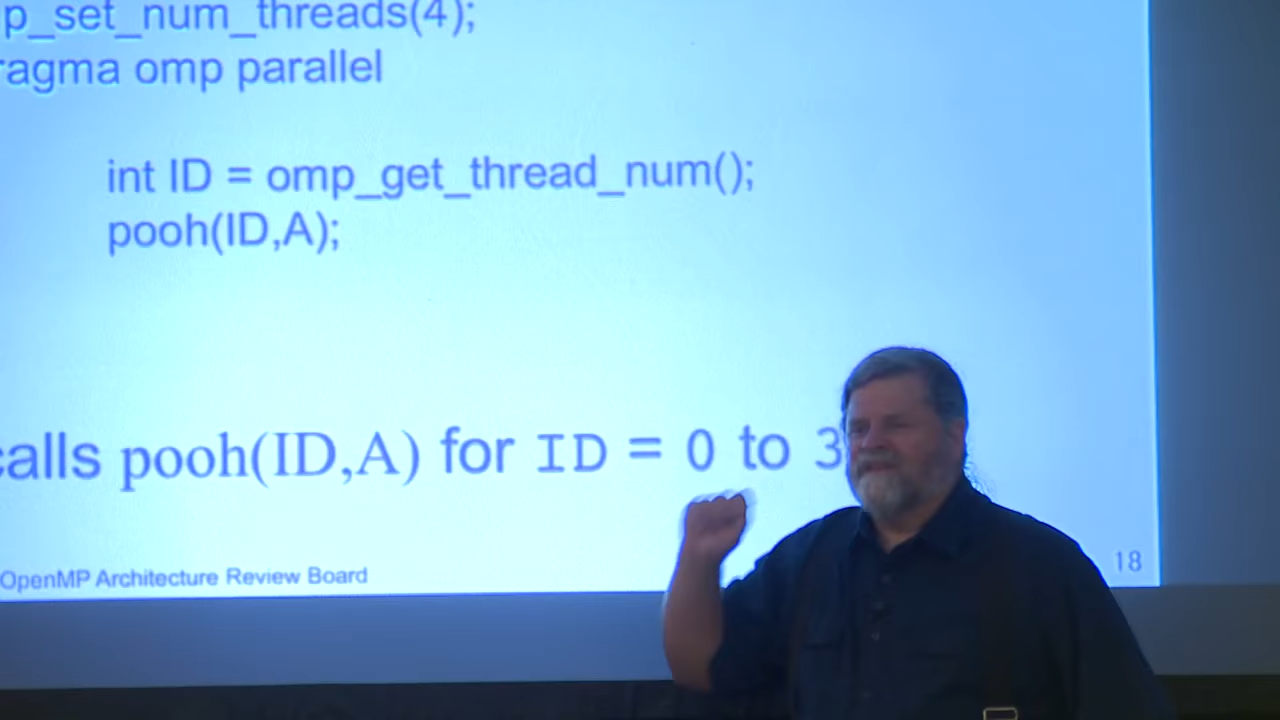 p_set_num_threads(4);
ragma omp parallel
int ID = omp_get_thread_num();
pooh(ID,A);
calls pooh(ID,A) for ID = 0 to 3
OpenMP Architecture Review Board
18